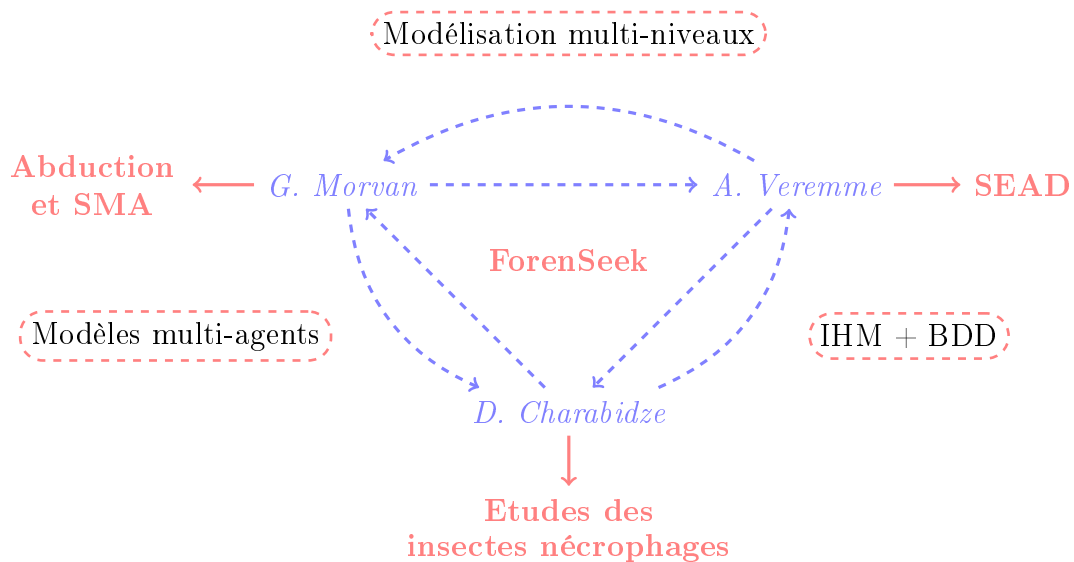 Modélisation multi-niveaux
Abduction
et SMA
G. Morvan
A. Veremme
SEAD
ForenSeek
Modèles multi-agents
IHM + BDD
D. Charabidze
Etudes des
insectes nécrophages